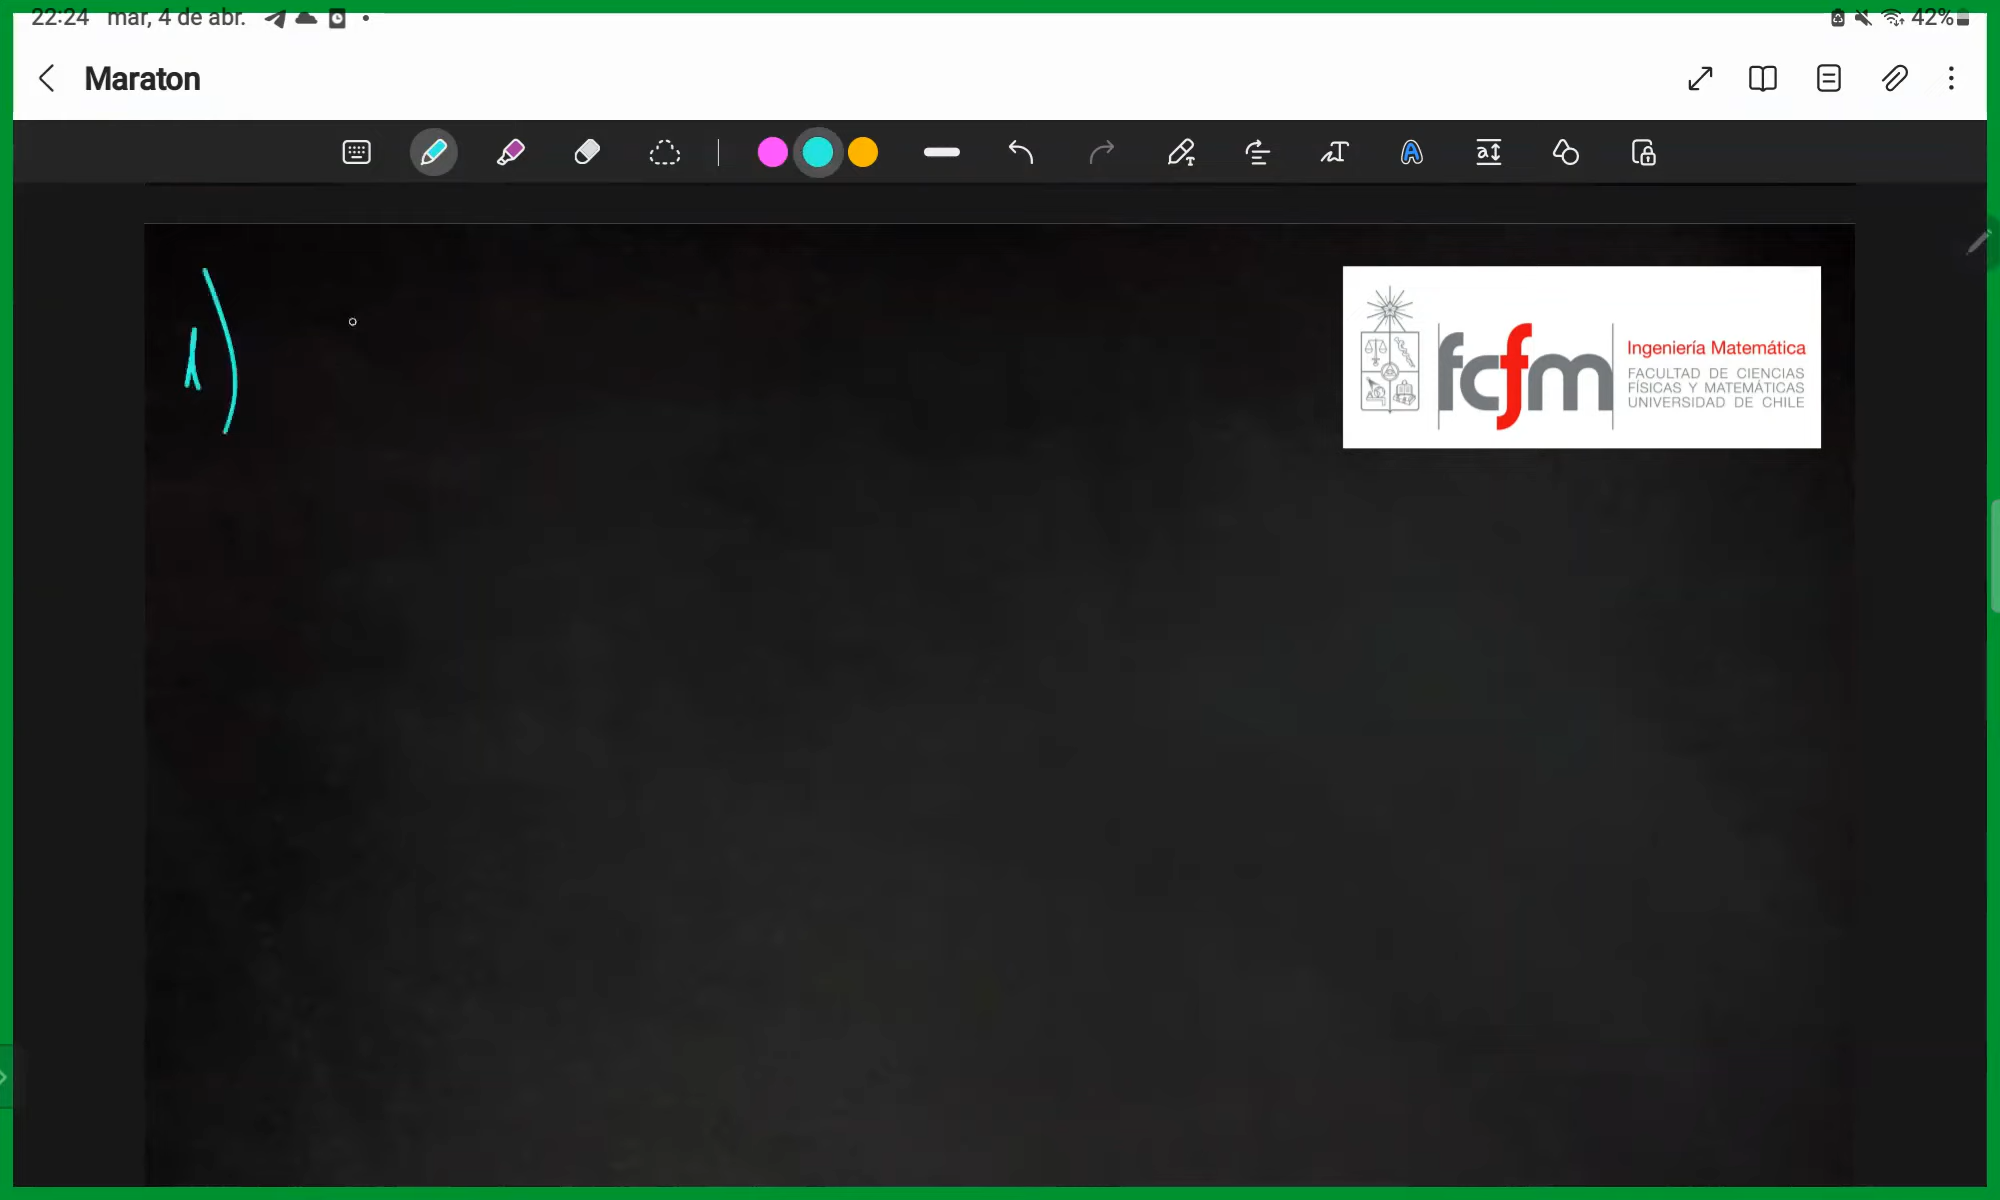 22:24 mar, 4 de abr.
42%
Maraton
1)
fcfm
Ingeniería Matemática
FACULTAD DE CIENCIAS
FÍSICAS Y MATEMÁTICAS
UNIVERSIDAD DE CHILE